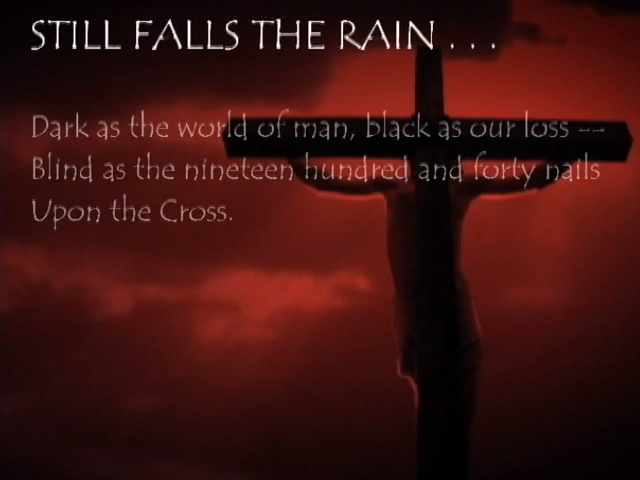 STILL FALLS THE RAIN . . .
Dark as the world of man, black as our loss --
Blind as the nineteen hundred and forty nails
Upon the Cross.